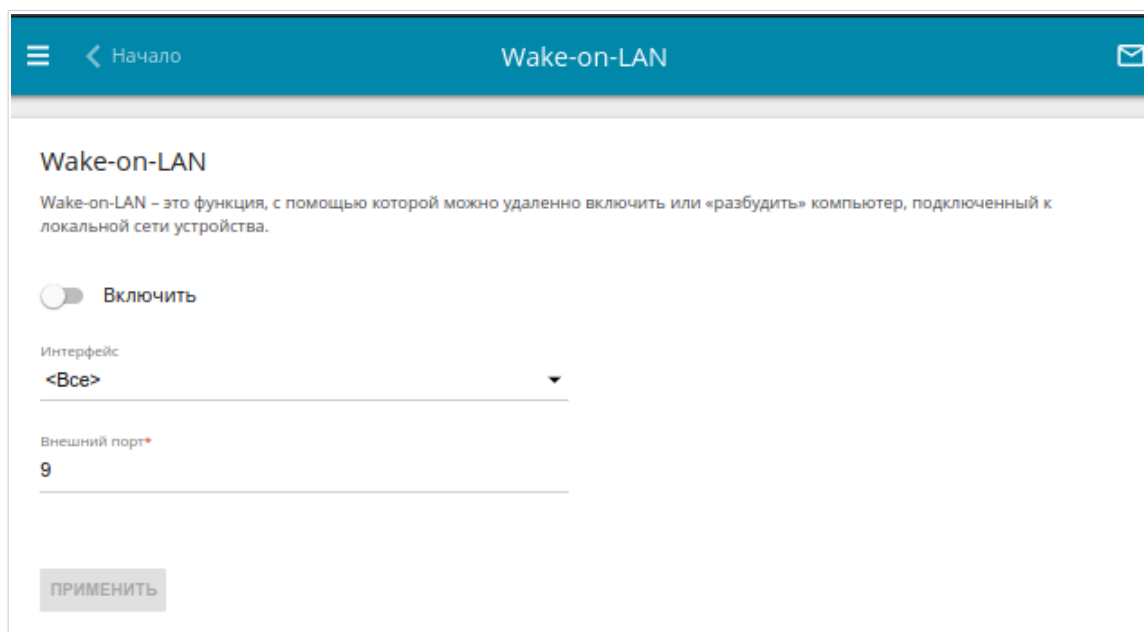 Начало
Wake-on-LAN
Wake-on-LAN
Wake-on-LAN – это функция, с помощью которой можно удаленно включить или «разбудить» компьютер, подключенный к
локальной сети устройства.
Включить
Интерфейс
<Все>
Внешний порт*
9
ПРИМЕНИТЬ